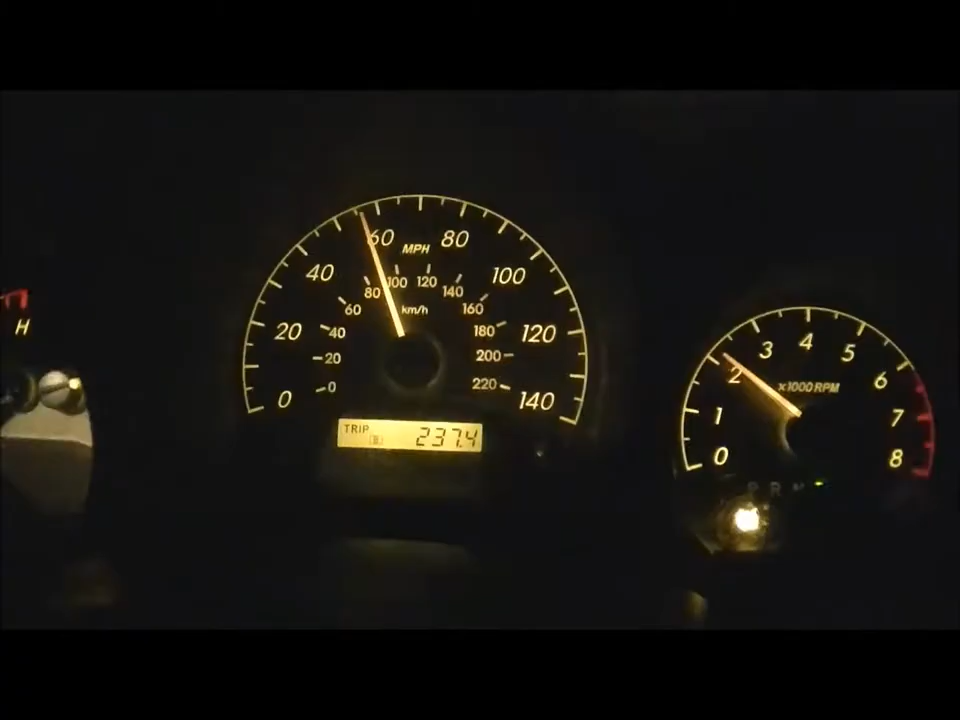 0 20 40 60 80 100 120 140
MPH
0 20 40 60 80 100 120 140 160 180 200 220
km/h
TRIP B 237.4
0 1 2 3 4 5 6 7 8
x1000 RPM
H
P R N